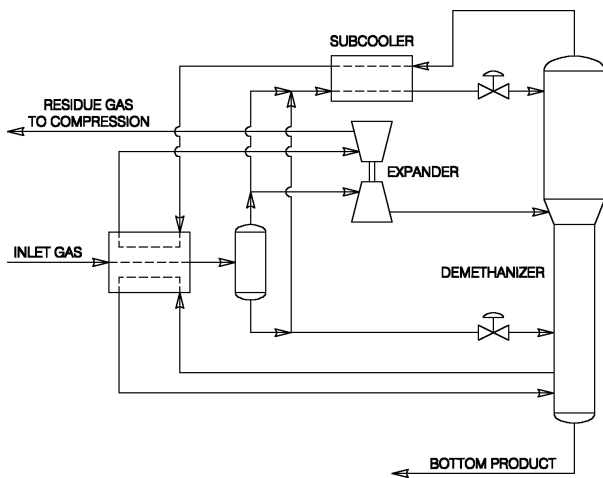 SUBCOOLER
RESIDUE GAS
TO COMPRESSION
EXPANDER
INLET GAS
DEMETHANIZER
BOTTOM PRODUCT